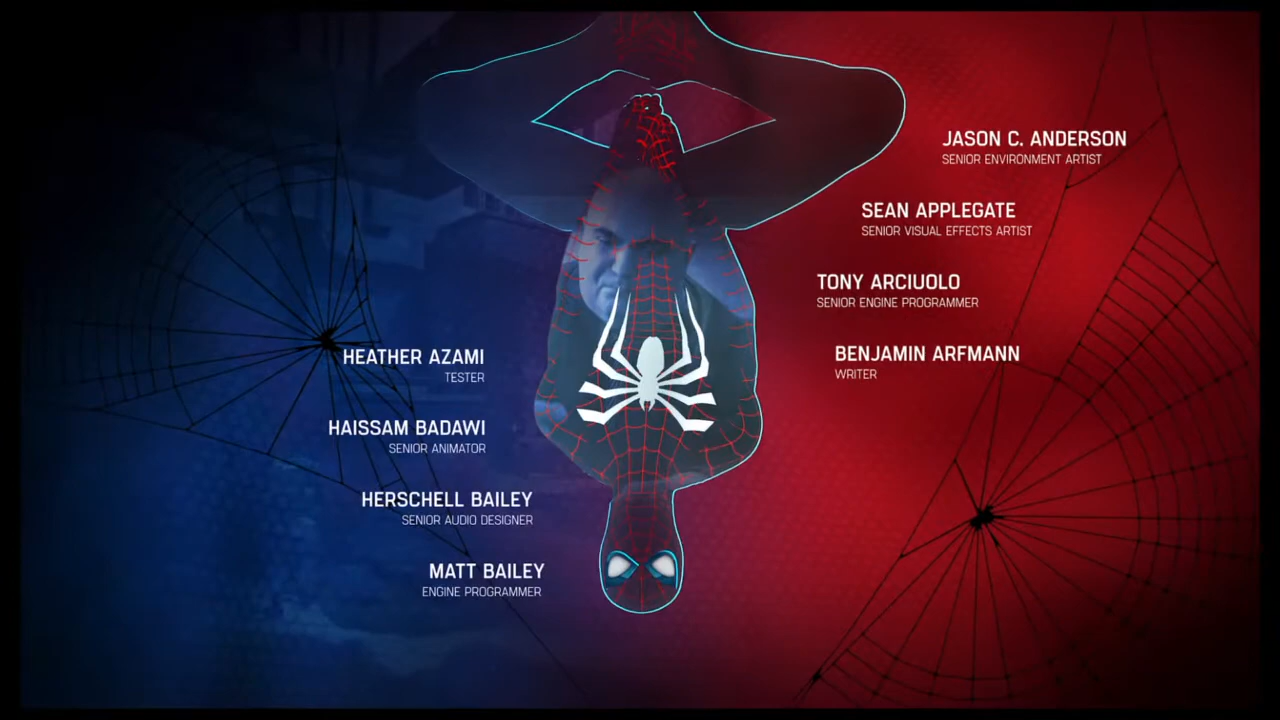 JASON C. ANDERSON
SENIOR ENVIRONMENT ARTIST
SEAN APPLEGATE
SENIOR VISUAL EFFECTS ARTIST
TONY ARCIUOLO
SENIOR ENGINE PROGRAMMER
BENJAMIN ARFMANN
WRITER
HEATHER AZAMI
TESTER
HAISSAM BADAWI
SENIOR ANIMATOR
HERSCHELL BAILEY
SENIOR AUDIO DESIGNER
MATT BAILEY
ENGINE PROGRAMMER